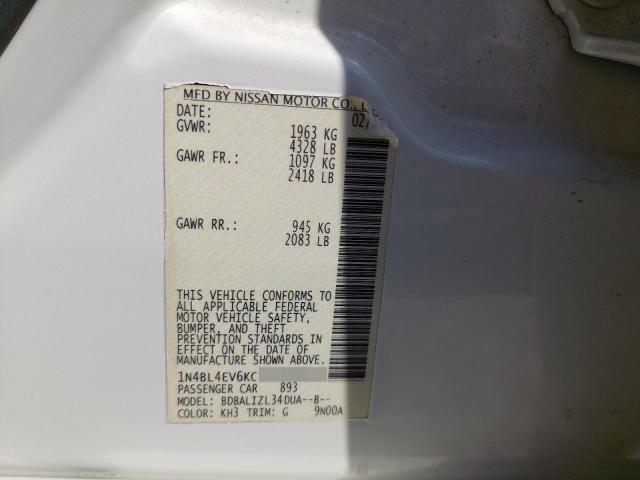 MFD BY NISSAN MOTOR CO.,
DATE: 02/
GVWR: 1963 KG
4328 LB
GAWR FR.: 1097 KG
2418 LB
GAWR RR.: 945 KG
2083 LB
THIS VEHICLE CONFORMS TO
ALL APPLICABLE FEDERAL
MOTOR VEHICLE SAFETY,
BUMPER, AND THEFT
PREVENTION STANDARDS IN
EFFECT ON THE DATE OF
MANUFACTURE SHOWN ABOVE.
1N4BL4EV6KC
PASSENGER CAR 893
MODEL: BDBALIZL34DUA--B--
COLOR: KH3 TRIM: G 9N00A